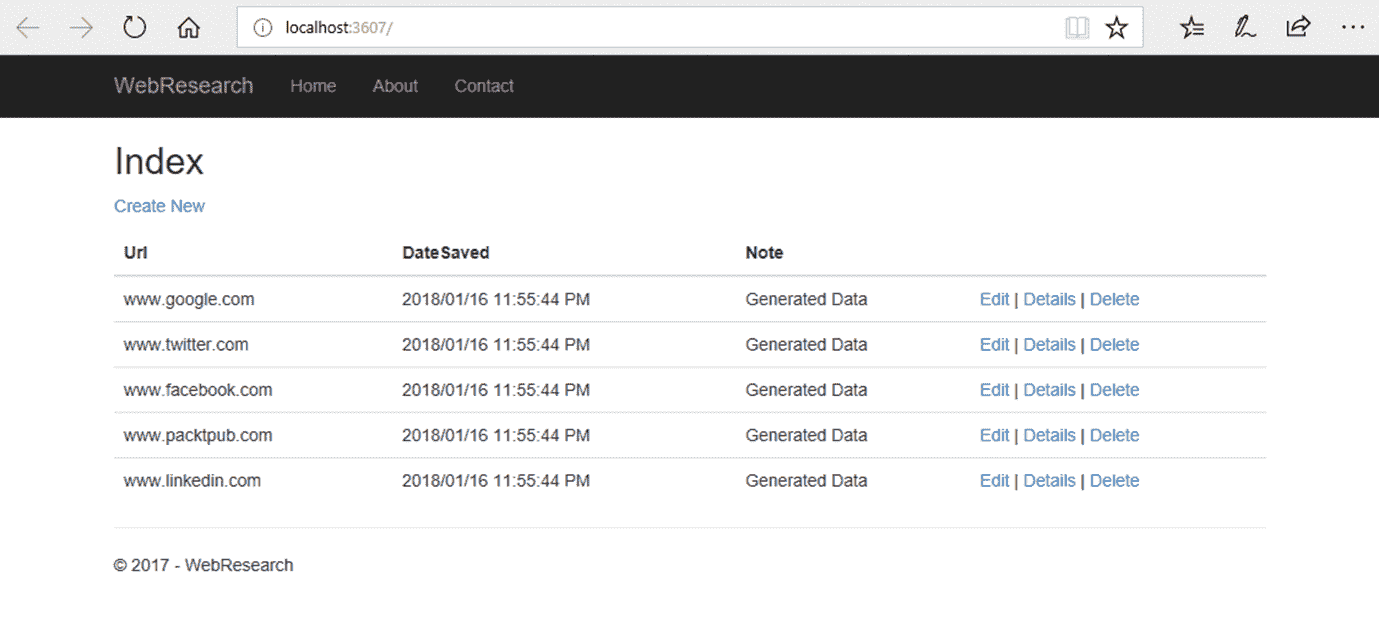 localhost:3607/
WebResearch Home About Contact
Index
Create New
Url DateSaved Note
www.google.com 2018/01/16 11:55:44 PM Generated Data Edit | Details | Delete
www.twitter.com 2018/01/16 11:55:44 PM Generated Data Edit | Details | Delete
www.facebook.com 2018/01/16 11:55:44 PM Generated Data Edit | Details | Delete
www.packtpub.com 2018/01/16 11:55:44 PM Generated Data Edit | Details | Delete
www.linkedin.com 2018/01/16 11:55:44 PM Generated Data Edit | Details | Delete
© 2017 - WebResearch